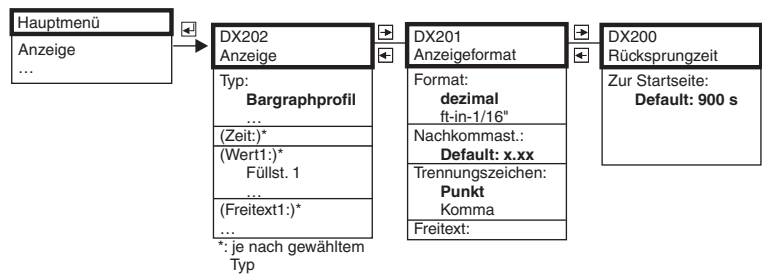 Hauptmenü
Anzeige
…
DX202
Anzeige
Typ:
Bargraphprofil
…
(Zeit:)*
(Wert1:)*
Füllst. 1
…
(Freitext1:)*
…
*: je nach gewähltem
Typ
DX201
Anzeigeformat
Format:
dezimal
ft-in-1/16"
Nachkommast.:
Default: x.xx
Trennungszeichen:
Punkt
Komma
Freitext:
DX200
Rücksprungzeit
Zur Startseite:
Default: 900 s